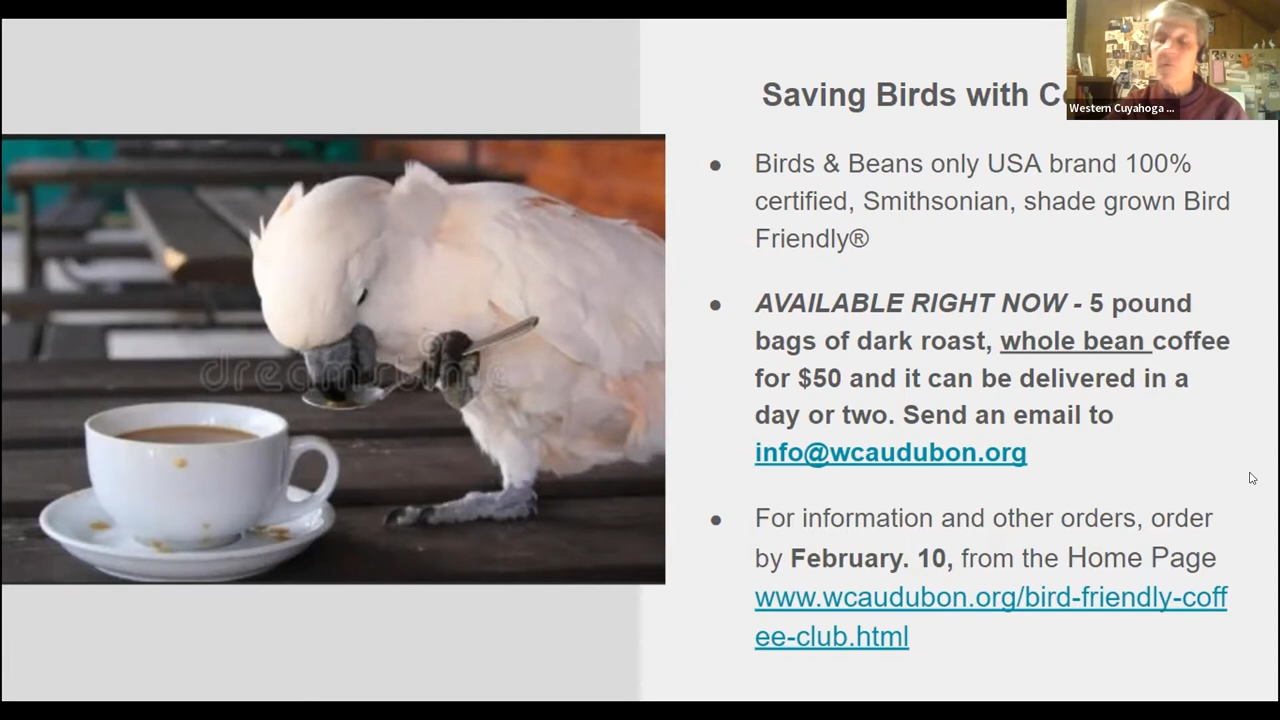 Saving Birds with C
Western Cuyahoga ...
Birds & Beans only USA brand 100%
certified, Smithsonian, shade grown Bird
Friendly®
AVAILABLE RIGHT NOW - 5 pound
bags of dark roast, whole bean coffee
for $50 and it can be delivered in a
day or two. Send an email to
info@wcaudubon.org
For information and other orders, order
by February. 10, from the Home Page
www.wcaudubon.org/bird-friendly-coff
ee-club.html
dreamstime